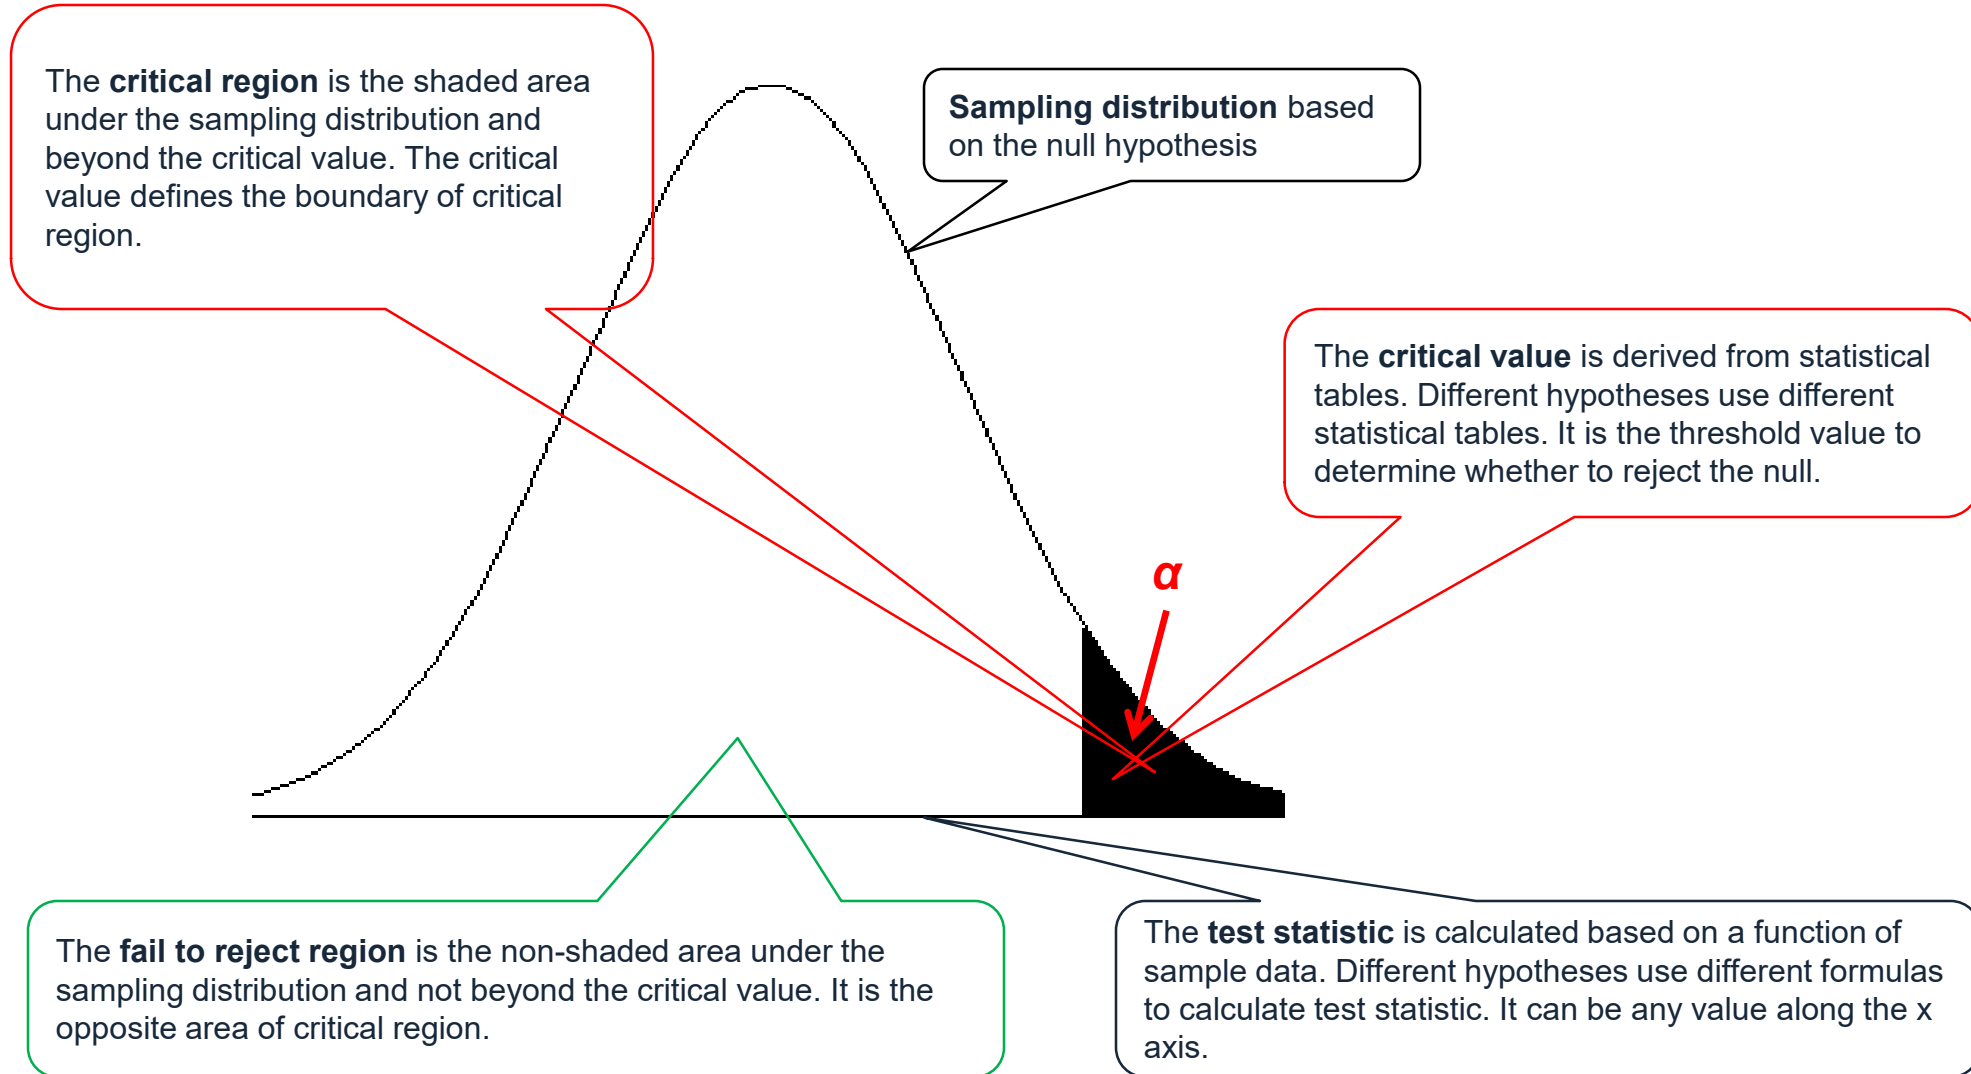 The critical region is the shaded area
under the sampling distribution and
beyond the critical value. The critical
value defines the boundary of critical
region.
Sampling distribution based
on the null hypothesis
The critical value is derived from statistical
tables. Different hypotheses use different
statistical tables. It is the threshold value to
determine whether to reject the null.
α
The fail to reject region is the non-shaded area under the
sampling distribution and not beyond the critical value. It is the
opposite area of critical region.
The test statistic is calculated based on a function of
sample data. Different hypotheses use different formulas
to calculate test statistic. It can be any value along the x
axis.